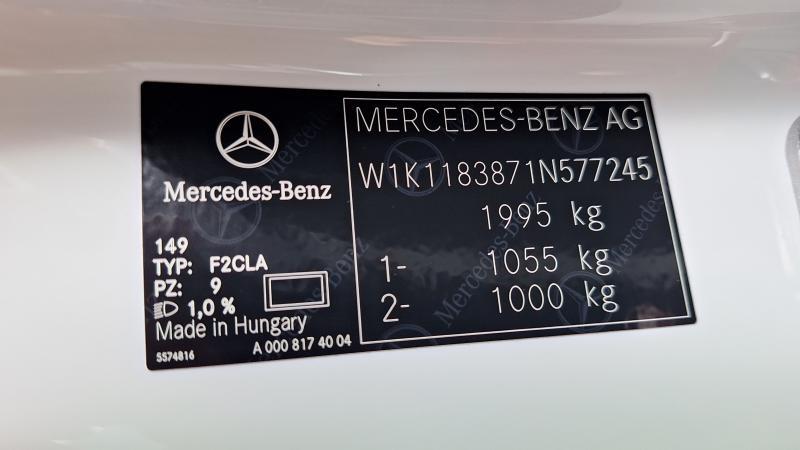 Mercedes-Benz
149
TYP: F2CLA
PZ: 9
1,0 %
Made in Hungary
5574816
A 000 817 40 04
MERCEDES-BENZ AG
W1K1183871N577245
1995 kg
1- 1055 kg
2- 1000 kg